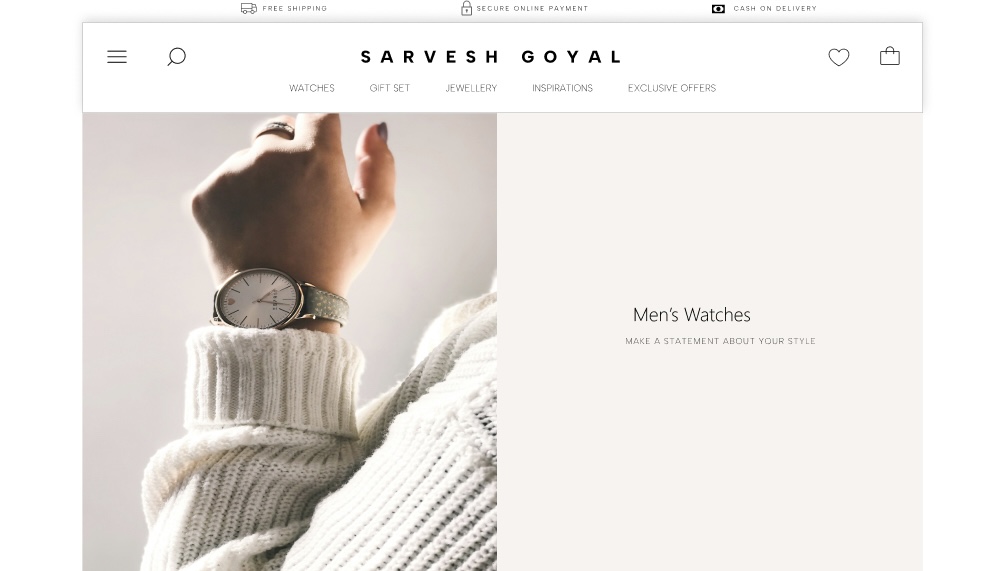 FREE SHIPPING
SECURE ONLINE PAYMENT
CASH ON DELIVERY
SARVESH GOYAL
WATCHES
GIFT SET
JEWELLERY
INSPIRATIONS
EXCLUSIVE OFFERS
Men's Watches
MAKE A STATEMENT ABOUT YOUR STYLE